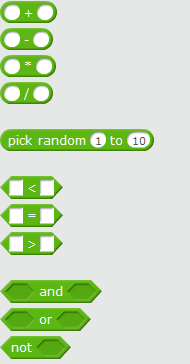 +
-
*
/
pick random 1 to 10
<
=
>
and
or
not